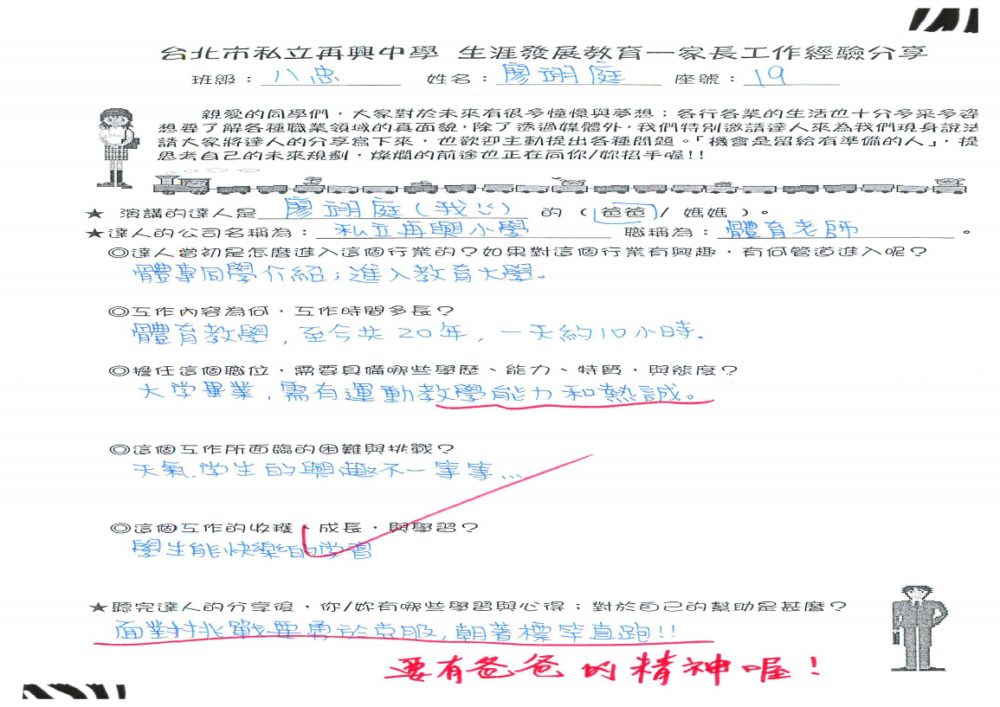 台北市私立再興中學 生涯發展教育—家長工作經驗分享
班級：八忠 姓名：廖翊庭 座號：19
親愛的同學們，大家對於未來有很多憧憬與夢想；各行各業的生活也十分多采多姿
想要了解各種職業領域的真面貌，除了透過媒體外，我們特別邀請達人來為我們現身說法
請大家將達人的分享寫下來，也歡迎主動提出各種問題。「機會是留給有準備的人」，提
思考自己的未來規劃，燦爛的前途也正在向你/妳招手喔!!
★ 演講的達人是 廖翊庭(我心) 的（爸爸/ 媽媽）。
★達人的公司名稱為：私立再興小學 職稱為：體育老師。
◎達人當初是怎麼進入這個行業的？如果對這個行業有興趣，有何管道進入呢？
體專同學介紹；進入教育大學。
◎工作內容為何，工作時間多長？
體育教學，至今共20年，一天約10小時.
◎擔任這個職位，需要具備哪些學歷、能力、特質，與態度？
大学畢業，需有運動教學能力和熱誠。
◎這個工作所面臨的困難與挑戰？
天氣.学生的興趣不一等等...
◎這個工作的收穫、成長，與學習？
學生能快樂的学習
★聽完達人的分享後，你/妳有哪些學習與心得；對於自己的幫助是甚麼？
面對挑戰要勇於克服，朝著標竿直跑!!
要有爸爸的精神喔！